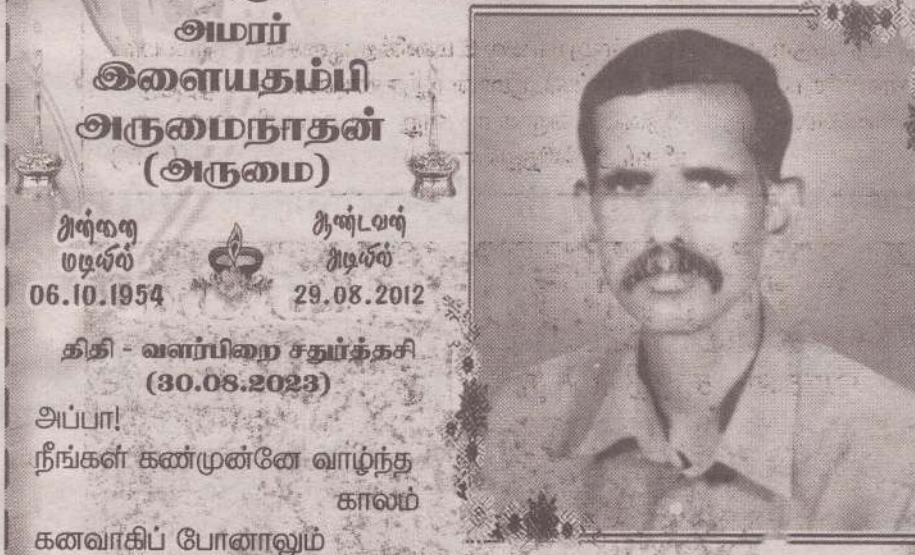 அமரர்
இளையதம்பி
அருமைநாதன்
(அருமை)
அன்னை
மடியில்
06.10.1954
ஆண்டவன்
அடியில்
29.08.2012
திதி - வளர்பிறை சதுர்த்தசி
(30.08.2023)
அப்பா!
நீங்கள் கண்முன்னே வாழ்ந்த
காலம்
கனவாகிப் போனாலும்